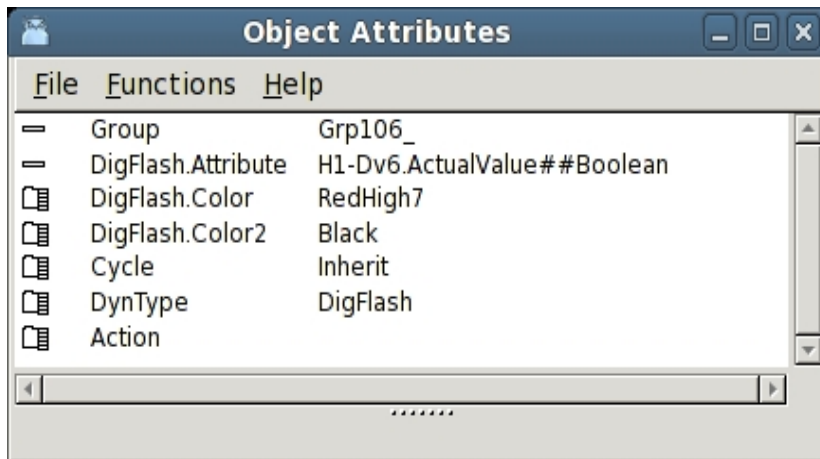 Object Attributes
File Functions Help
Group Grp106_
DigFlash.Attribute H1-Dv6.ActualValue##Boolean
DigFlash.Color RedHigh7
DigFlash.Color2 Black
Cycle Inherit
DynType DigFlash
Action